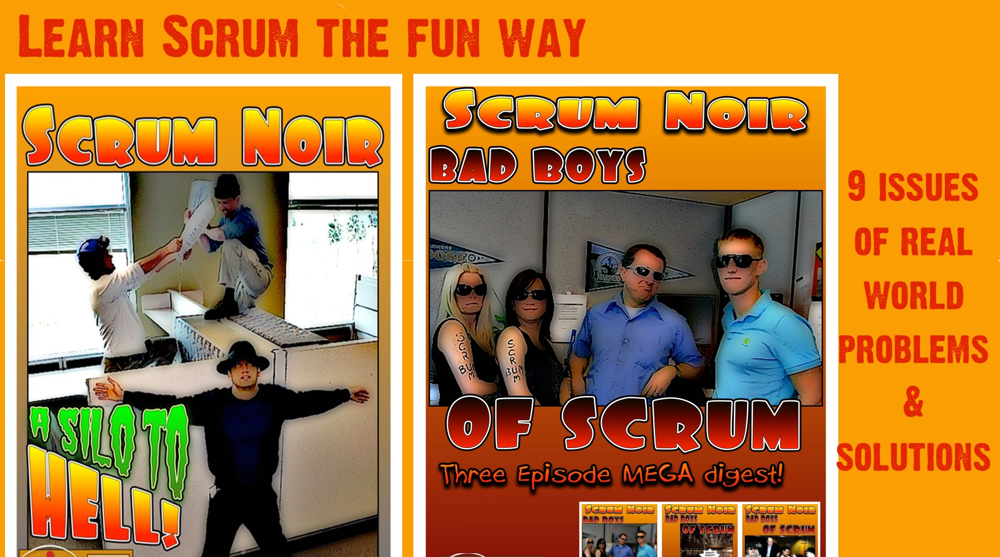 LEARN SCRUM THE FUN WAY
SCRUM NOIR
A SILO TO
HELL!
SCRUM NOIR
BAD BOYS
SCR
BUM
M
SCR
BUM
M
OF SCRUM
Three Episode MEGA digest!
SCRUM NOIR
BAD BOYS
SCRUM NOIR
BAD BOYS
OF SCRUM
SCRUM NOIR
BAD BOYS
OF SCRUM
9 ISSUES
OF REAL
WORLD
PROBLEMS
&
SOLUTIONS